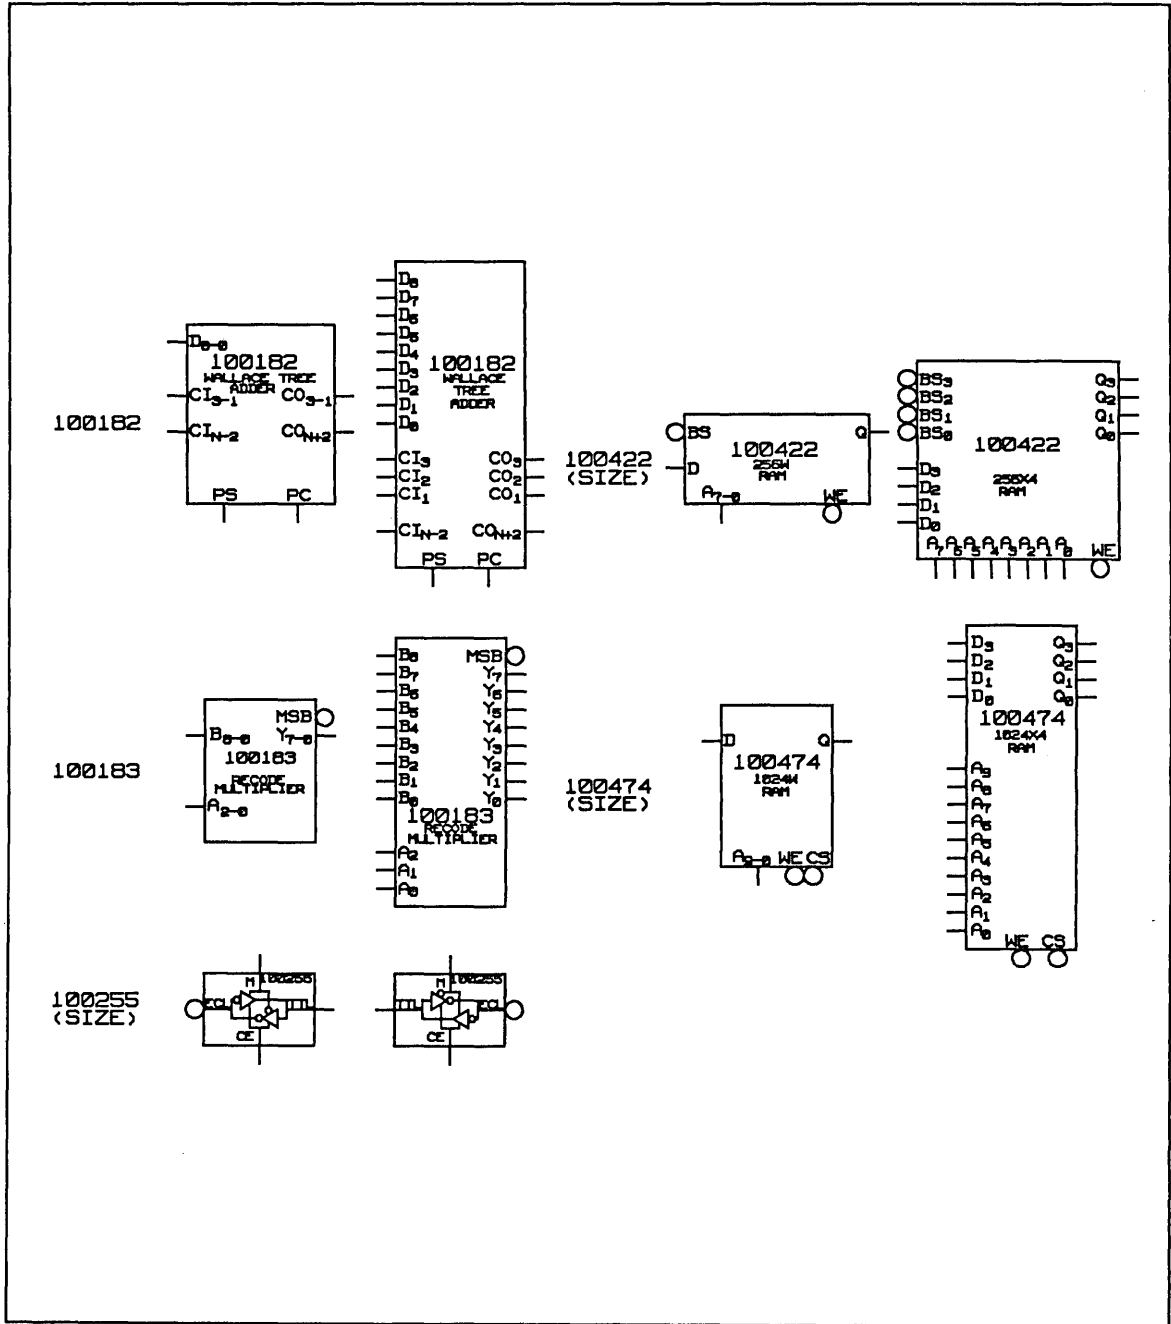 100182
D₈₋₀
100182
WALLACE TREE
ADDER
CI₃₋₁ CO₃₋₁
CI_N-2 CO_N+2
PS PC
D₈
D₇
D₆
D₅
D₄
D₃
D₂
D₁
D₀
100182
WALLACE
TREE
ADDER
CI₃ CO₃
CI₂ CO₂
CI₁ CO₁
CI_N-2 CO_N+2
PS PC
100422
(SIZE)
BS Q
100422
256W
RAM
D
A₇₋₀ WE
BS₃ Q₃
BS₂ Q₂
BS₁ Q₁
BS₀ Q₀
100422
256X4
RAM
D₃
D₂
D₁
D₀
A₇ A₆ A₅ A₄ A₃ A₂ A₁ A₀ WE
100183
MSB
B₈₋₀ Y₇₋₀
100183
RECODE
MULTIPLIER
A₂₋₀
B₈ MSB
B₇ Y₇
B₆ Y₆
B₅ Y₅
B₄ Y₄
B₃ Y₃
B₂ Y₂
B₁ Y₁
B₀ Y₀
100183
RECODE
MULTIPLIER
A₂
A₁
A₀
100474
(SIZE)
D Q
100474
1024W
RAM
A₉₋₀ WE CS
D₃ Q₃
D₂ Q₂
D₁ Q₁
D₀ Q₀
100474
1024X4
RAM
A₉
A₈
A₇
A₆
A₅
A₄
A₃
A₂
A₁
A₀
WE CS
100255
(SIZE)
M 100255
ECL TTL
CE
M 100255
TTL ECL
CE